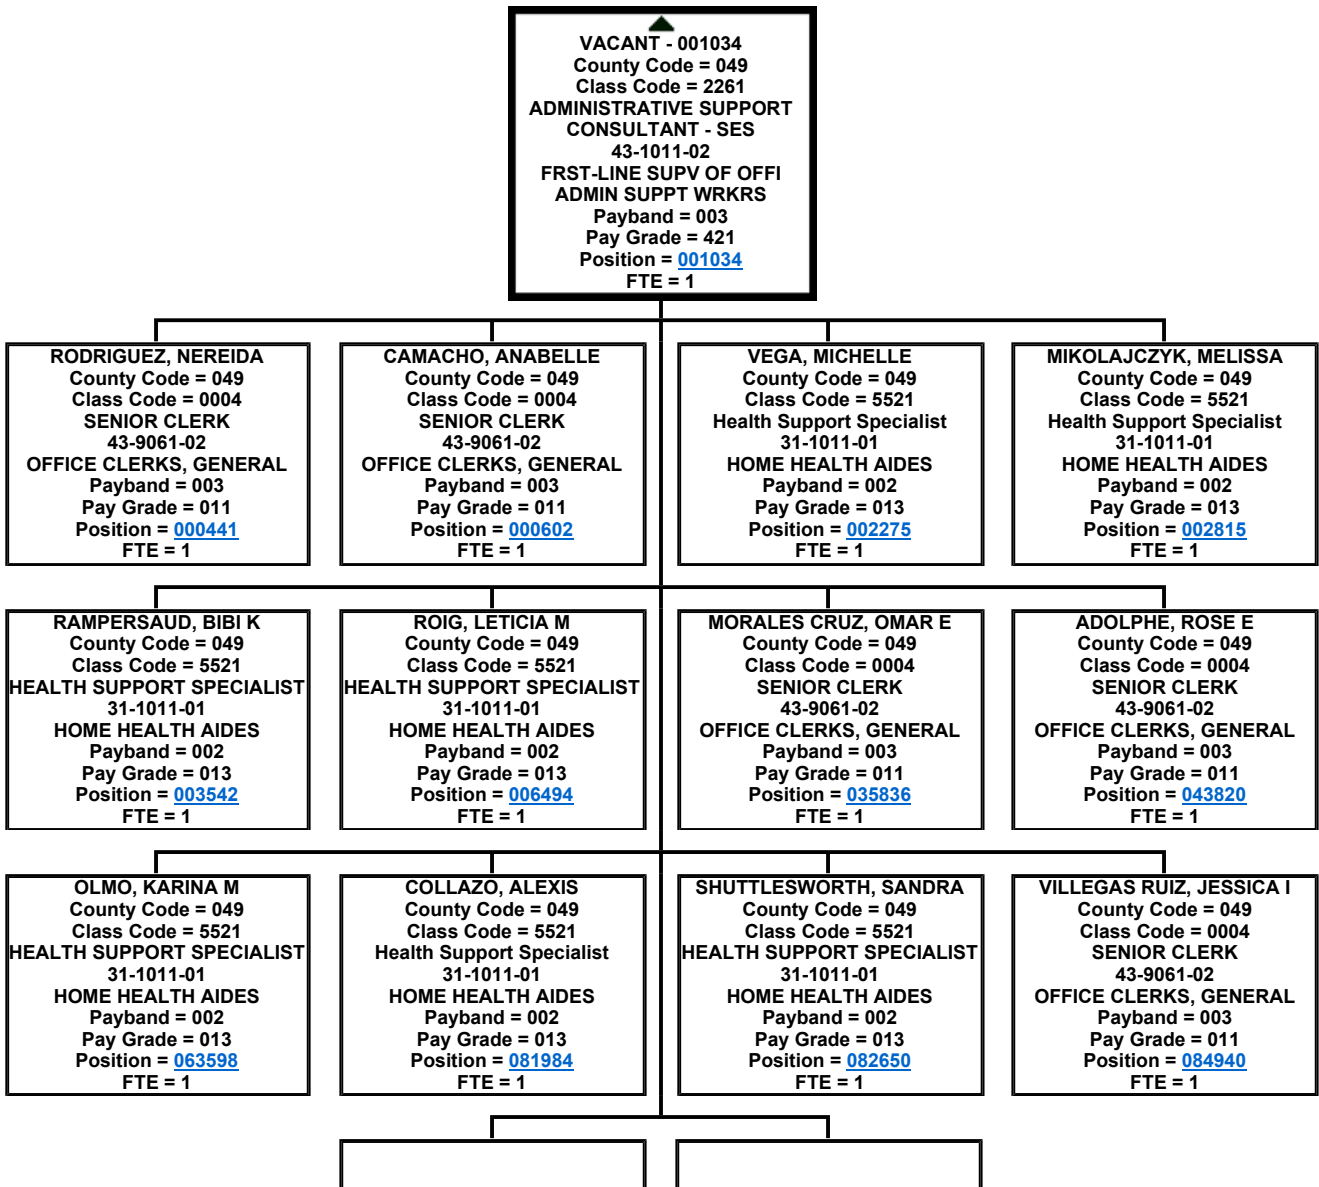 VACANT - 001034
County Code = 049
Class Code = 2261
ADMINISTRATIVE SUPPORT
CONSULTANT - SES
43-1011-02
FRST-LINE SUPV OF OFFI
ADMIN SUPPT WRKRS
Payband = 003
Pay Grade = 421
Position = 001034
FTE = 1
RODRIGUEZ, NEREIDA
County Code = 049
Class Code = 0004
SENIOR CLERK
43-9061-02
OFFICE CLERKS, GENERAL
Payband = 003
Pay Grade = 011
Position = 000441
FTE = 1
CAMACHO, ANABELLE
County Code = 049
Class Code = 0004
SENIOR CLERK
43-9061-02
OFFICE CLERKS, GENERAL
Payband = 003
Pay Grade = 011
Position = 000602
FTE = 1
VEGA, MICHELLE
County Code = 049
Class Code = 5521
Health Support Specialist
31-1011-01
HOME HEALTH AIDES
Payband = 002
Pay Grade = 013
Position = 002275
FTE = 1
MIKOLAJCZYK, MELISSA
County Code = 049
Class Code = 5521
Health Support Specialist
31-1011-01
HOME HEALTH AIDES
Payband = 002
Pay Grade = 013
Position = 002815
FTE = 1
RAMPERSAUD, BIBI K
County Code = 049
Class Code = 5521
HEALTH SUPPORT SPECIALIST
31-1011-01
HOME HEALTH AIDES
Payband = 002
Pay Grade = 013
Position = 003542
FTE = 1
ROIG, LETICIA M
County Code = 049
Class Code = 5521
HEALTH SUPPORT SPECIALIST
31-1011-01
HOME HEALTH AIDES
Payband = 002
Pay Grade = 013
Position = 006494
FTE = 1
MORALES CRUZ, OMAR E
County Code = 049
Class Code = 0004
SENIOR CLERK
43-9061-02
OFFICE CLERKS, GENERAL
Payband = 003
Pay Grade = 011
Position = 035836
FTE = 1
ADOLPHE, ROSE E
County Code = 049
Class Code = 0004
SENIOR CLERK
43-9061-02
OFFICE CLERKS, GENERAL
Payband = 003
Pay Grade = 011
Position = 043820
FTE = 1
OLMO, KARINA M
County Code = 049
Class Code = 5521
HEALTH SUPPORT SPECIALIST
31-1011-01
HOME HEALTH AIDES
Payband = 002
Pay Grade = 013
Position = 063598
FTE = 1
COLLAZO, ALEXIS
County Code = 049
Class Code = 5521
Health Support Specialist
31-1011-01
HOME HEALTH AIDES
Payband = 002
Pay Grade = 013
Position = 081984
FTE = 1
SHUTTLESWORTH, SANDRA
County Code = 049
Class Code = 5521
HEALTH SUPPORT SPECIALIST
31-1011-01
HOME HEALTH AIDES
Payband = 002
Pay Grade = 013
Position = 082650
FTE = 1
VILLEGAS RUIZ, JESSICA I
County Code = 049
Class Code = 0004
SENIOR CLERK
43-9061-02
OFFICE CLERKS, GENERAL
Payband = 003
Pay Grade = 011
Position = 084940
FTE = 1